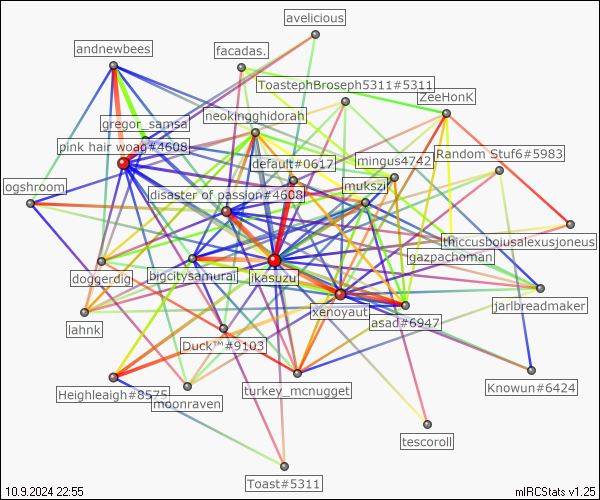 avelicious
andnewbees
facadas.
ToastephBroseph5311#5311
ZeeHonK
neokingghidorah
gregor_samsa
pink hair woag#4608
default#0617
mingus4742
Random Stuf6#5983
ogshroom
disaster of passion#4608
mukszi
thiccusboiusalexusjoneus
gazpachoman
doggerdig
bigcitysamurai
ikasuzu
jarlbreadmaker
xenoyaut
asad#6947
lahnk
Duck™#9103
Heighleaigh#8575
turkey_mcnugget
Knowun#6424
moonraven
tescoroll
Toast#5311
10.9.2024 22:55
mIRCStats v1.25